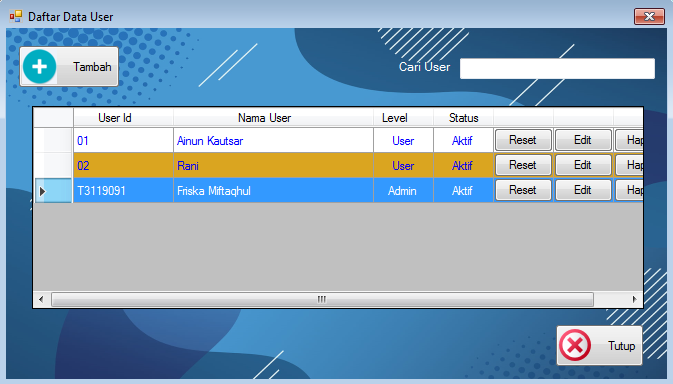 Daftar Data User
Tambah
Cari User
User Id Nama User Level Status
01 Ainun Kautsar User Aktif Reset Edit Hap
02 Rani User Aktif Reset Edit Hap
T3119091 Friska Miftaqhul Admin Aktif Reset Edit Hap
Tutup